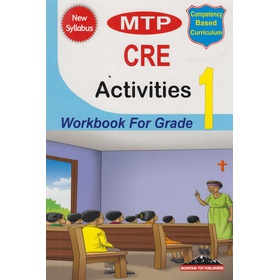 New
Syllabus
MTP
CRE
Activities
Competency
Based
Curriculum
Workbook For Grade 1
MOUNTAIN TOP PUBLISHERS